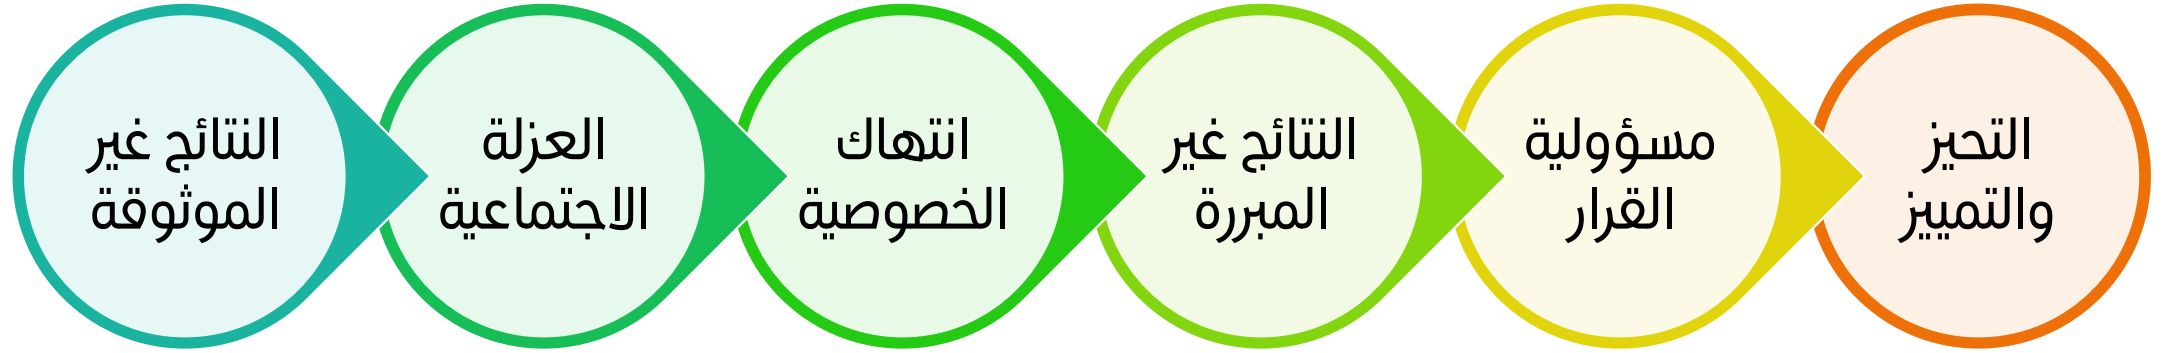 التحيز
والتمييز
مسؤولية
القرار
النتائج غير
المبررة
انتهاك
الخصوصية
العزلة
الاجتماعية
النتائج غير
الموثوقة